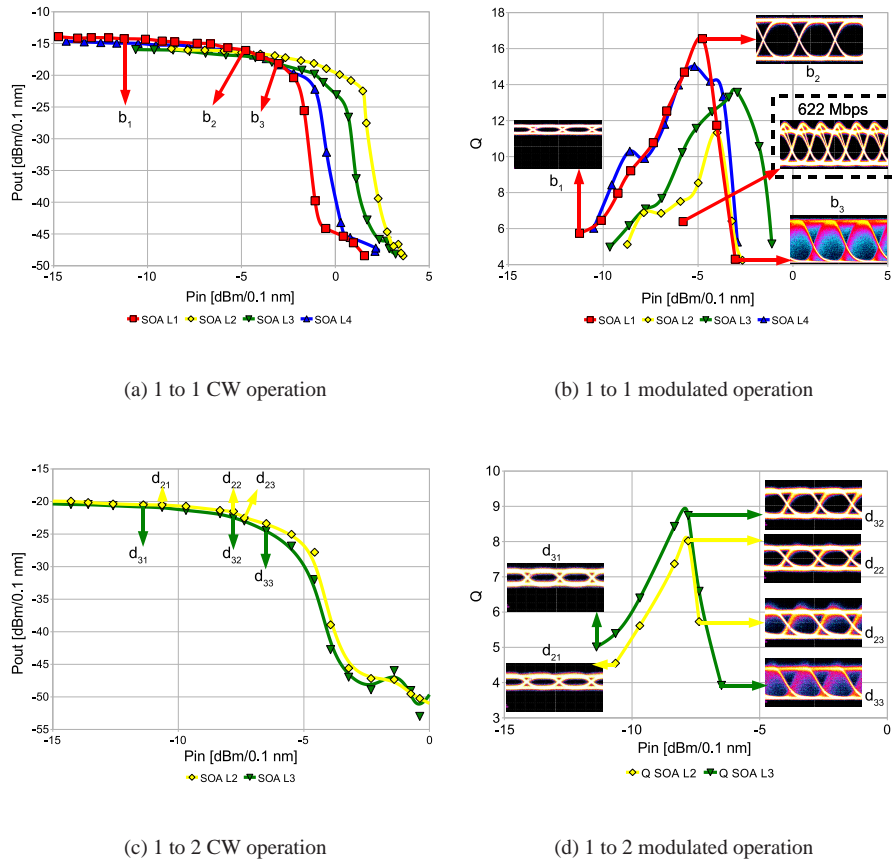 -10
-15
-20
-25
-30
-35
-40
-45
-50
Pout [dBm/0.1 nm]
b1
b2
b3
-15 -10 -5 0 5
Pin [dBm/0.1 nm]
SOA L1 SOA L2 SOA L3 SOA L4
(a) 1 to 1 CW operation
18
16
14
12
10
8
6
4
Q
b1
b2
622 Mbps
b3
-15 -10 -5 0 5
Pin [dBm/0.1 nm]
SOA L1 SOA L2 SOA L3 SOA L4
(b) 1 to 1 modulated operation
-15
-20
-25
-30
-35
-40
-45
-50
-55
Pout [dBm/0.1 nm]
d21
d22 d23
d31
d32
d33
-15 -10 -5 0
Pin [dBm/0.1 nm]
SOA L2 SOA L3
(c) 1 to 2 CW operation
10
9
8
7
6
5
4
3
Q
d31
d21
d32
d22
d23
d33
-15 -10 -5 0
Pin [dBm/0.1 nm]
Q SOA L2 Q SOA L3
(d) 1 to 2 modulated operation